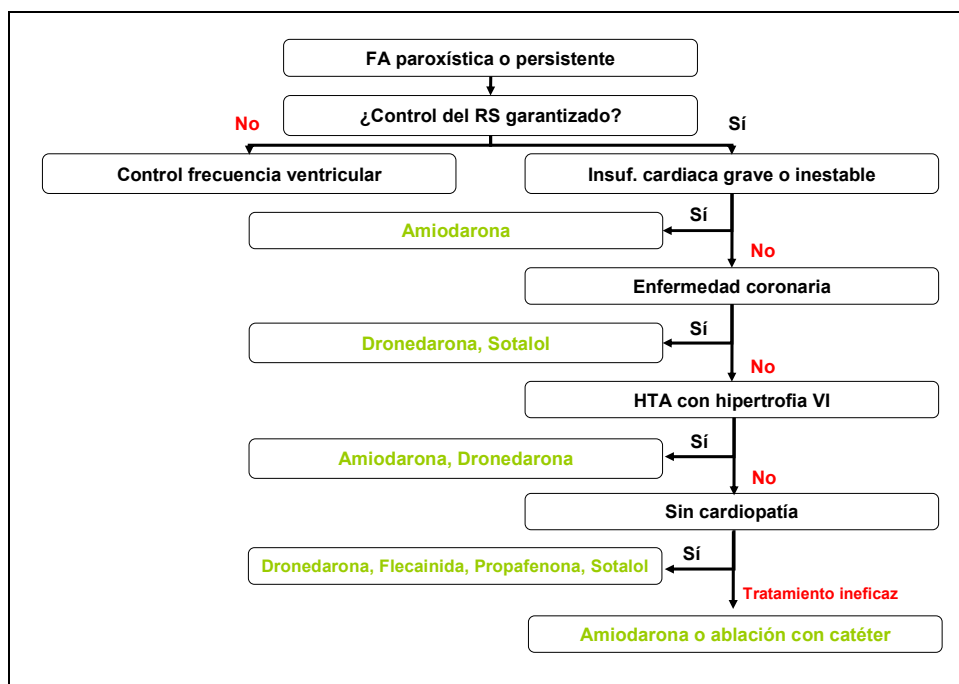 FA paroxística o persistente
¿Control del RS garantizado?
No
Sí
Control frecuencia ventricular
Insuf. cardiaca grave o inestable
Sí
Amiodarona
No
Enfermedad coronaria
Sí
Dronedarona, Sotalol
No
HTA con hipertrofia VI
Sí
Amiodarona, Dronedarona
No
Sin cardiopatía
Sí
Dronedarona, Flecainida, Propafenona, Sotalol
Tratamiento ineficaz
Amiodarona o ablación con catéter